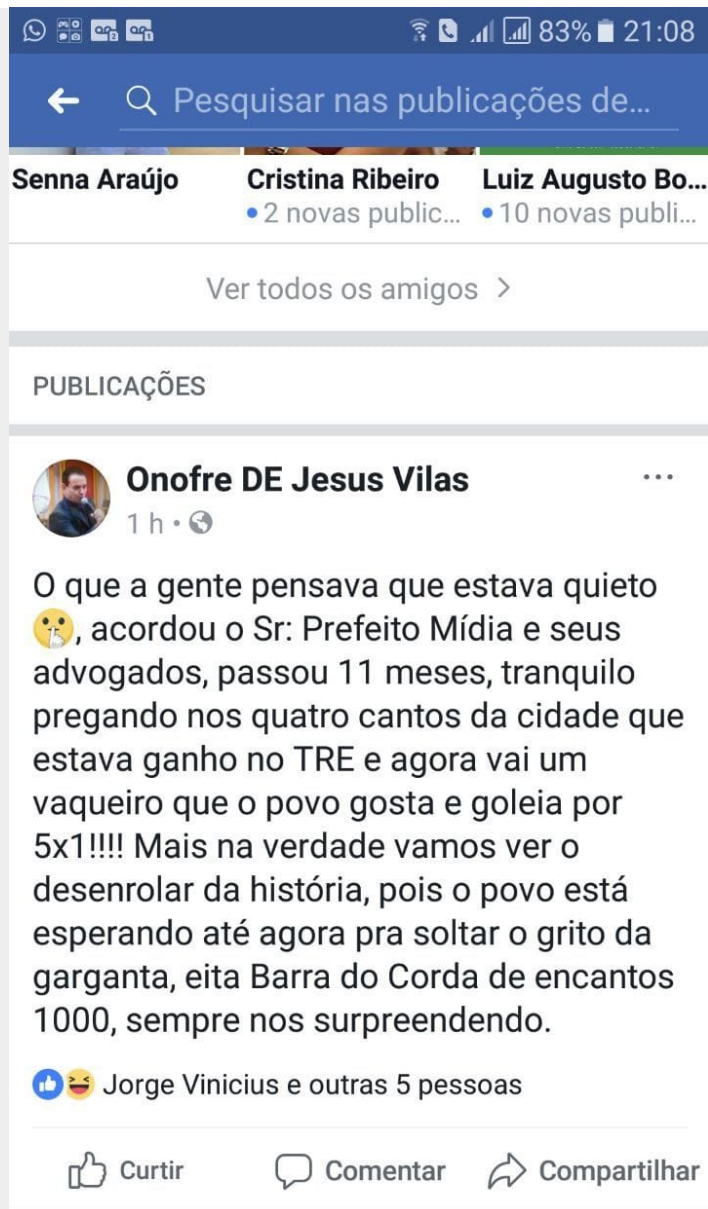 83% 21:08
Pesquisar nas publicações de...
Senna Araújo Cristina Ribeiro Luiz Augusto Bo...
• 2 novas public... • 10 novas publi...
Ver todos os amigos >
PUBLICAÇÕES
Onofre DE Jesus Vilas
1 h •
O que a gente pensava que estava quieto
🤫, acordou o Sr: Prefeito Mídia e seus
advogados, passou 11 meses, tranquilo
pregando nos quatro cantos da cidade que
estava ganho no TRE e agora vai um
vaqueiro que o povo gosta e goleia por
5x1!!!! Mais na verdade vamos ver o
desenrolar da história, pois o povo está
esperando até agora pra soltar o grito da
garganta, eita Barra do Corda de encantos
1000, sempre nos surpreendendo.
Jorge Vinicius e outras 5 pessoas
Curtir Comentar Compartilhar